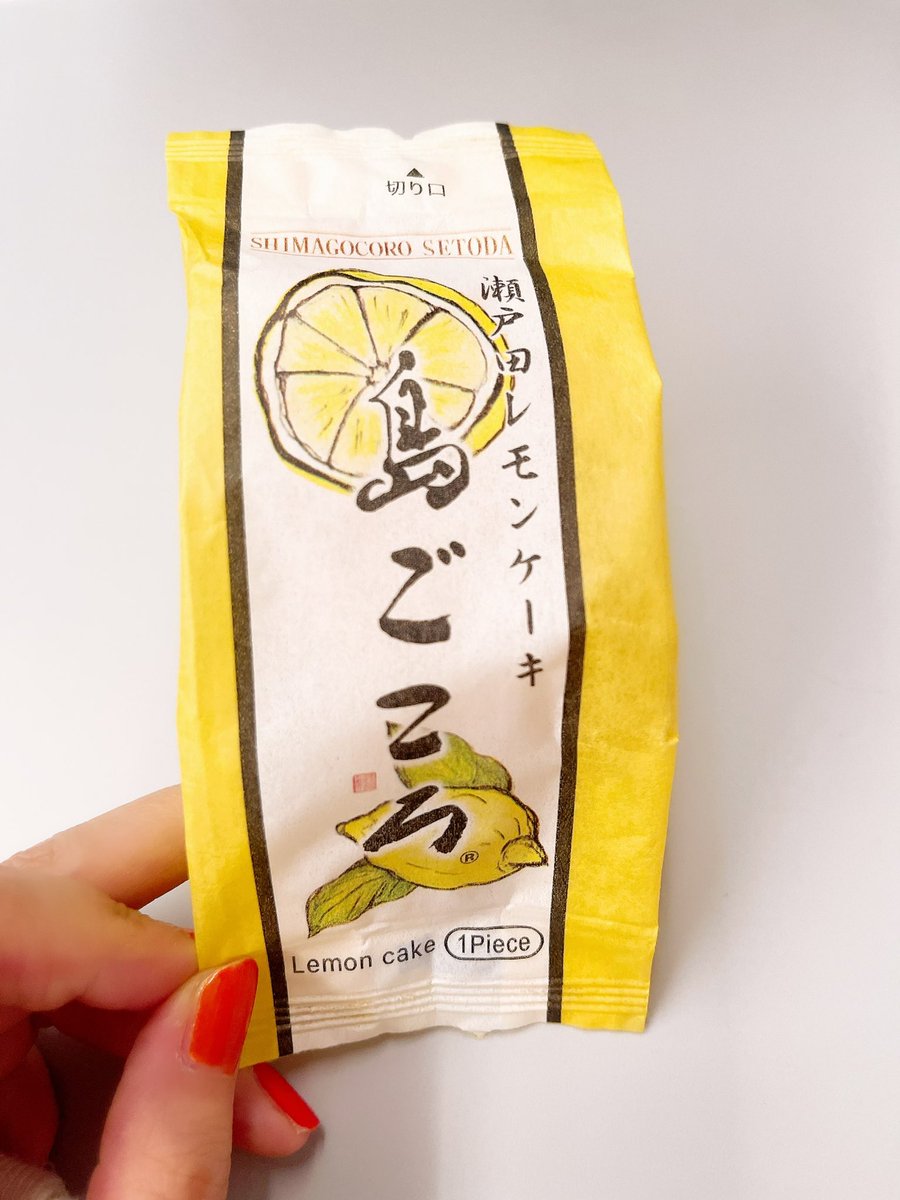 ▲
切り口
SHIMAGOCORO SETODA
瀬戸田レモンケーキ
島ごころ
®
Lemon cake 1Piece